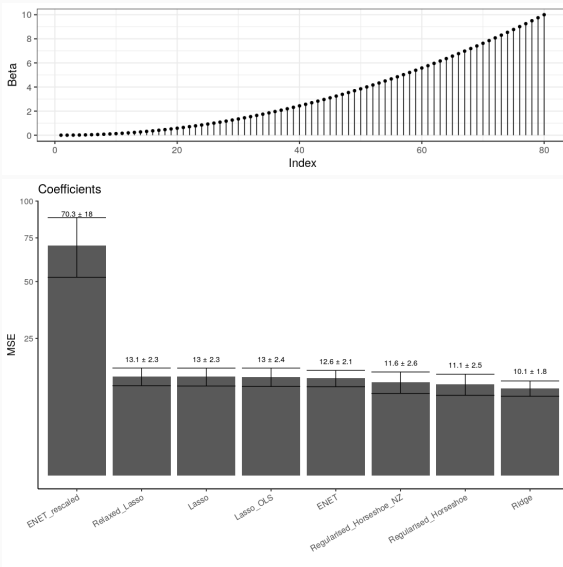 10
8
6
4
2
0
Beta
0 20 40 60 80
Index
Coefficients
100
75
50
25
MSE
70.3 ± 18
13.1 ± 2.3
13 ± 2.3
13 ± 2.4
12.6 ± 2.1
11.6 ± 2.6
11.1 ± 2.5
10.1 ± 1.8
ENET_rescaled
Relaxed_Lasso
Lasso
Lasso_OLS
ENET
Regularised_Horseshoe_NZ
Regularised_Horseshoe
Ridge